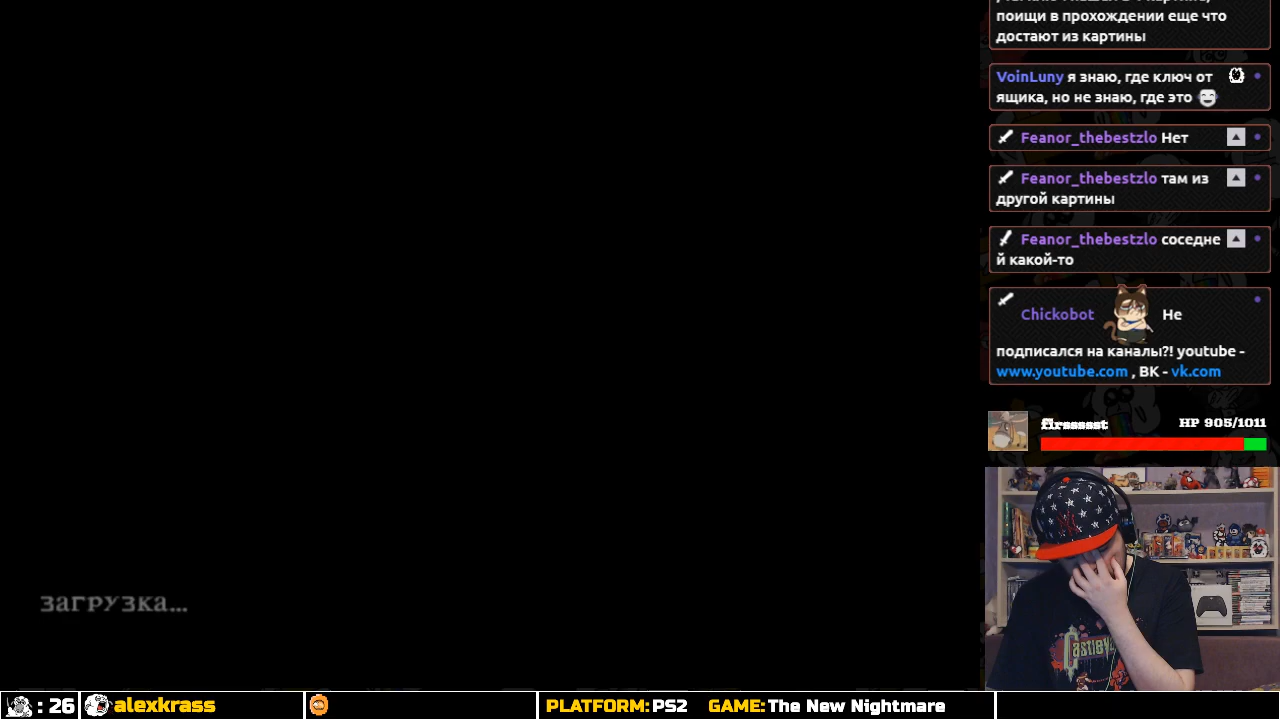 поищи в прохождении еще что
достают из картины
VoinLuny я знаю, где ключ от
ящика, но не знаю, где это
Feanor_thebestzlo Нет
Feanor_thebestzlo там из
другой картины
Feanor_thebestzlo соседне
й какой-то
Chickobot Не
подписался на каналы?! youtube -
www.youtube.com , ВК - vk.com
firsssssst HP 905/1011
загрузка...
: 26 alexkrass PLATFORM: PS2 GAME: The New Nightmare